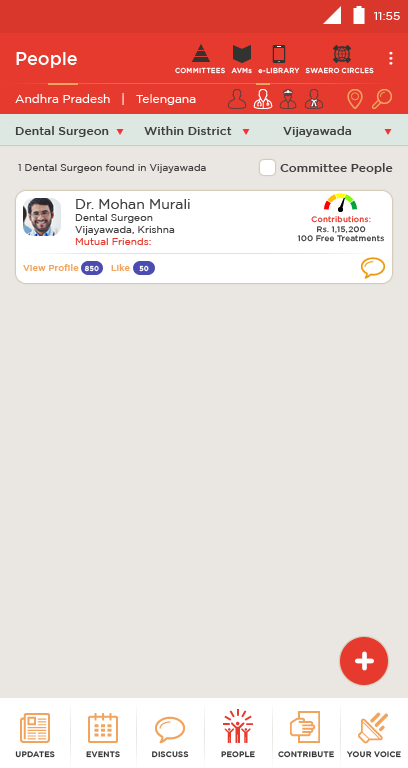 11:55
People
COMMITTEES AVMs e-LIBRARY SWAERO CIRCLES
Andhra Pradesh | Telengana
Dental Surgeon Within District Vijayawada
1 Dental Surgeon found in Vijayawada
Committee People
Dr. Mohan Murali
Dental Surgeon
Vijayawada, Krishna
Mutual Friends:
Contributions:
Rs. 1,15,200
100 Free Treatments
View Profile 850 Like 50
UPDATES EVENTS DISCUSS PEOPLE CONTRIBUTE YOUR VOICE